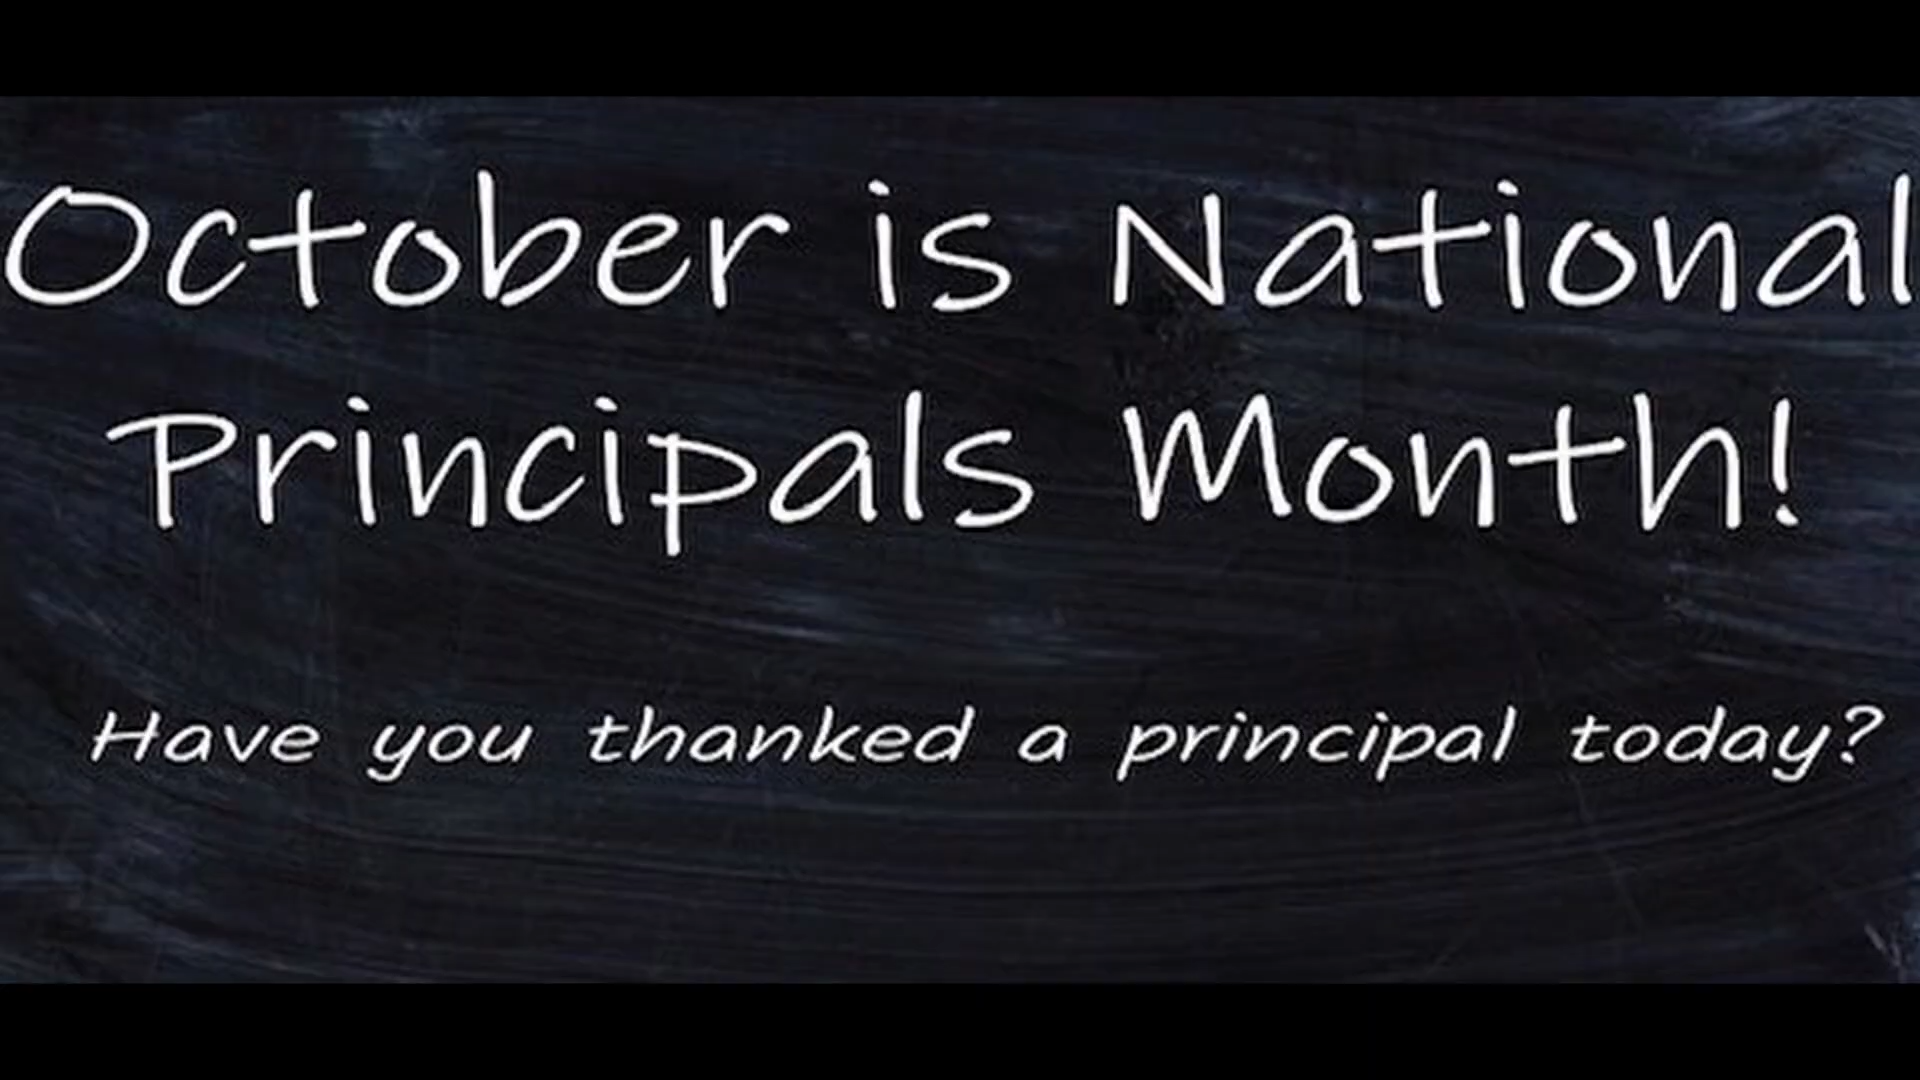 October is National
Principals Month!
Have you thanked a principal today?